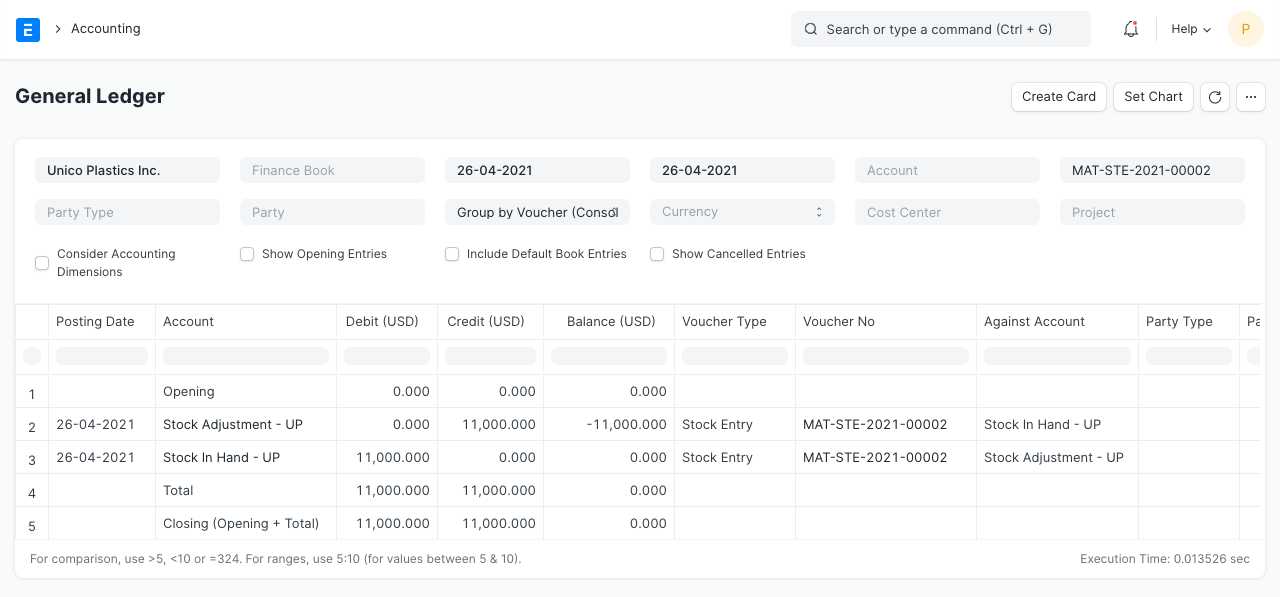 E > Accounting Search or type a command (Ctrl + G) Help P
General Ledger Create Card Set Chart ...
Unico Plastics Inc. Finance Book 26-04-2021 26-04-2021 Account MAT-STE-2021-00002
Party Type Party Group by Voucher (Consol Currency Cost Center Project
Consider Accounting Dimensions Show Opening Entries Include Default Book Entries Show Cancelled Entries
Posting Date Account Debit (USD) Credit (USD) Balance (USD) Voucher Type Voucher No Against Account Party Type Pa
1 Opening 0.000 0.000 0.000
2 26-04-2021 Stock Adjustment - UP 0.000 11,000.000 -11,000.000 Stock Entry MAT-STE-2021-00002 Stock In Hand - UP
3 26-04-2021 Stock In Hand - UP 11,000.000 0.000 0.000 Stock Entry MAT-STE-2021-00002 Stock Adjustment - UP
4 Total 11,000.000 11,000.000 0.000
5 Closing (Opening + Total) 11,000.000 11,000.000 0.000
For comparison, use >5, <10 or =324. For ranges, use 5:10 (for values between 5 & 10). Execution Time: 0.013526 sec